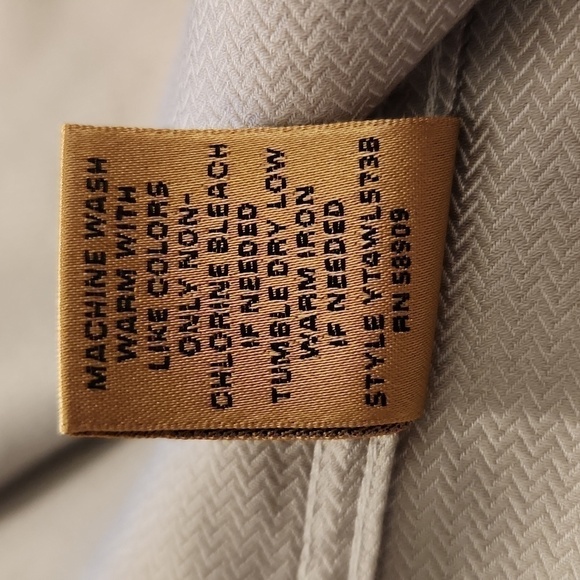 MACHINE WASH
WARM WITH
LIKE COLORS
ONLY NON-
CHLORINE BLEACH
IF NEEDED
TUMBLE DRY LOW
WARM IRON
IF NEEDED
STYLE YT4WL573B
RN 58909